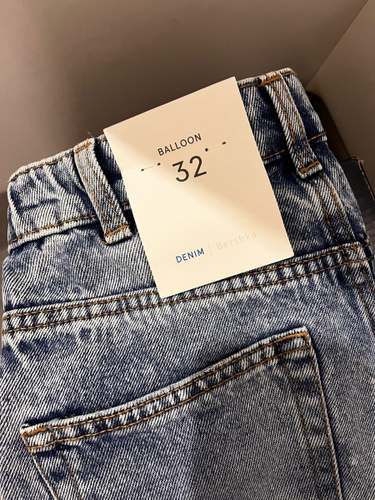 BALLOON
32
DENIM | Bershka